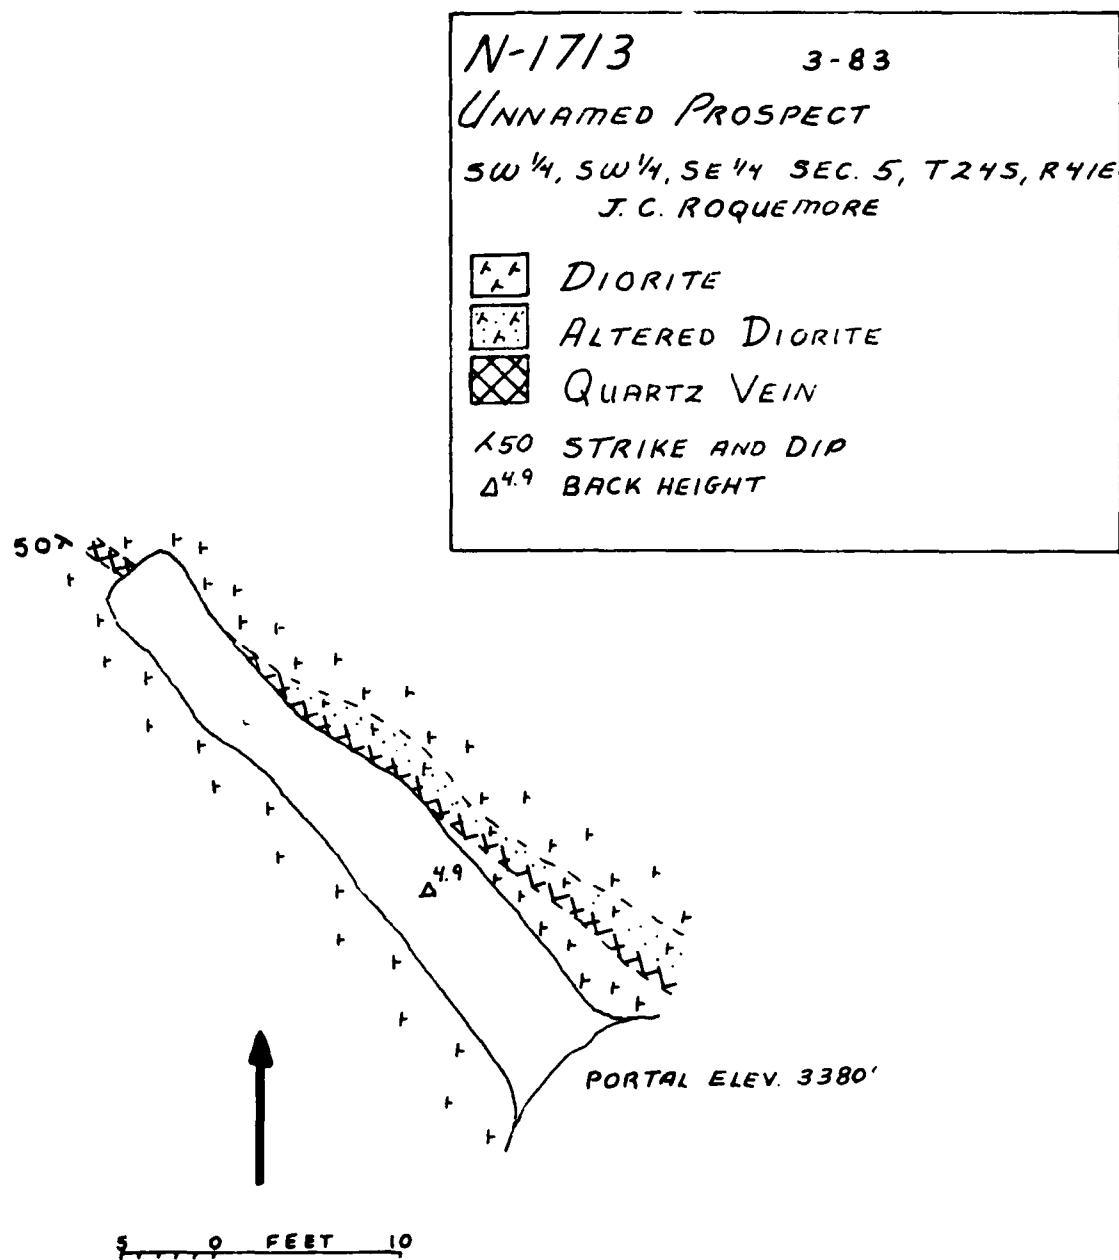 N-1713 3-83
UNNAMED PROSPECT
SW 1/4, SW 1/4, SE 1/4 SEC. 5, T24S, R41E
J. C. ROQUEMORE
DIORITE
ALTERED DIORITE
QUARTZ VEIN
50 STRIKE AND DIP
Δ4.9 BACK HEIGHT
50
Δ4.9
PORTAL ELEV. 3380'
5 0 FEET 10